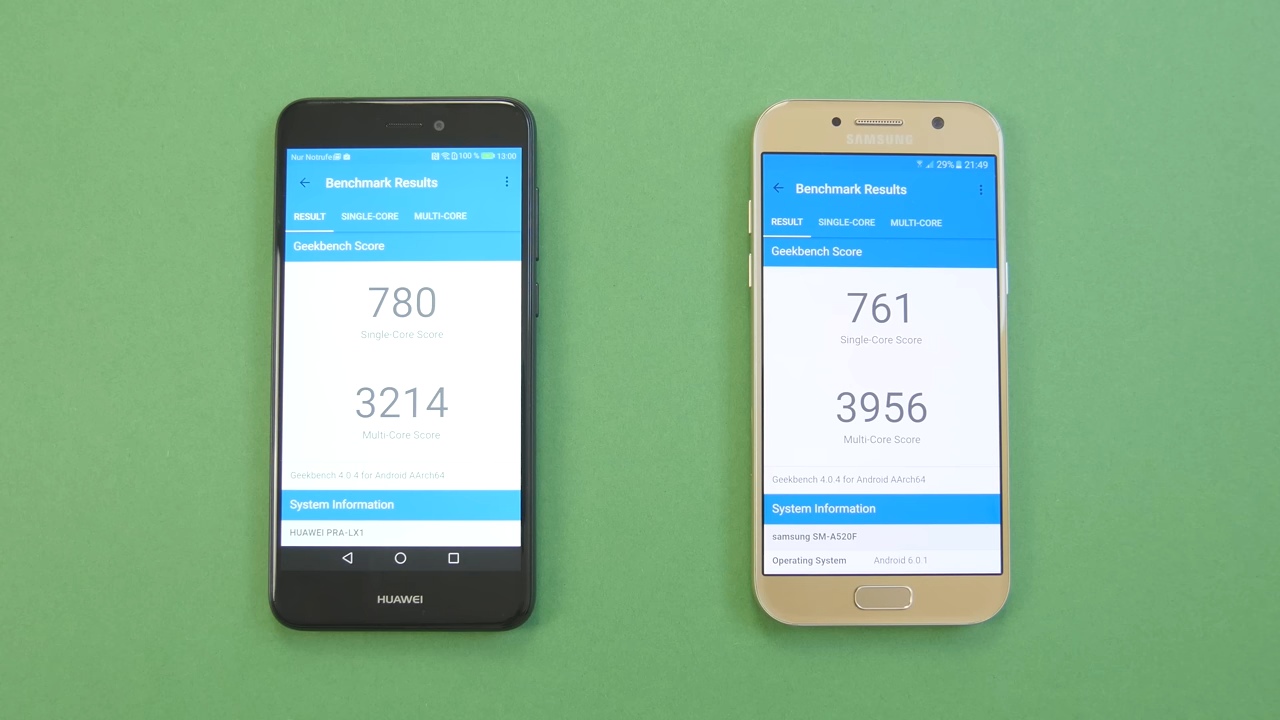 Nur Notrufe 100 % 13:00
Benchmark Results
RESULT SINGLE-CORE MULTI-CORE
Geekbench Score
780
Single-Core Score
3214
Multi-Core Score
Geekbench 4.0.4 for Android AArch64
System Information
HUAWEI PRA-LX1
HUAWEI
SAMSUNG
29% 21:49
Benchmark Results
RESULT SINGLE-CORE MULTI-CORE
Geekbench Score
761
Single-Core Score
3956
Multi-Core Score
Geekbench 4.0.4 for Android AArch64
System Information
samsung SM-A520F
Operating System Android 6.0.1